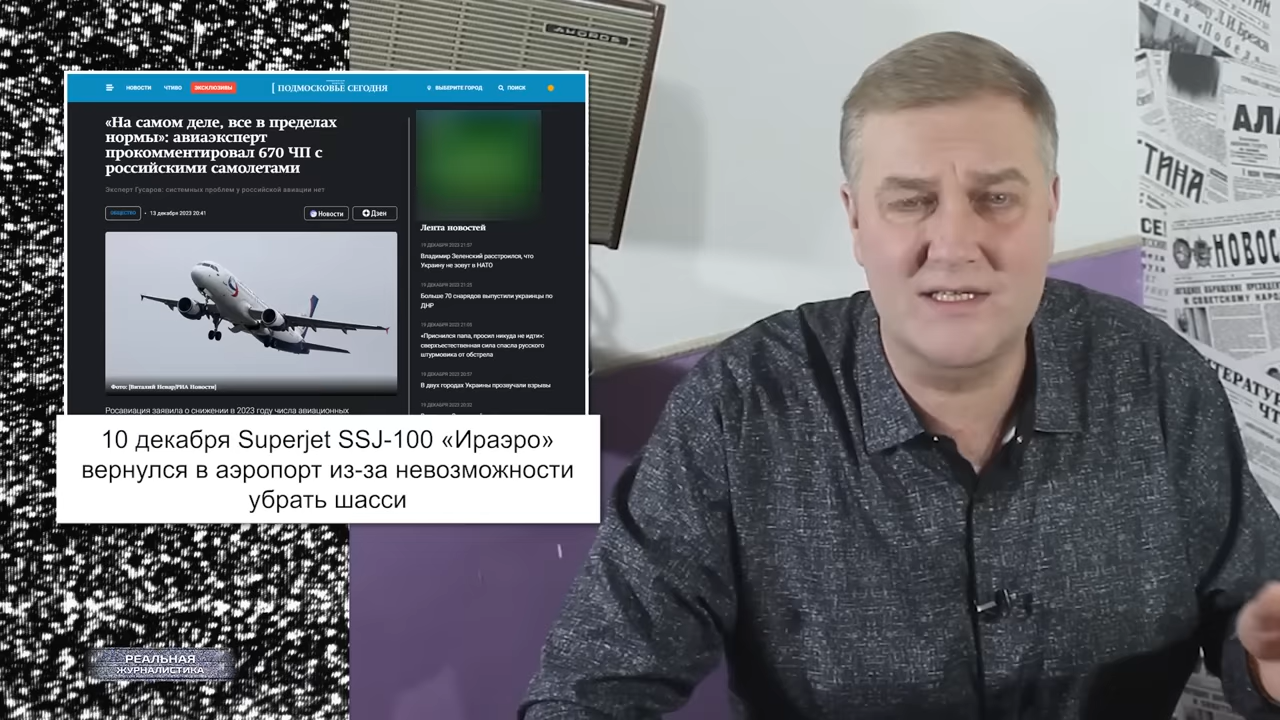 НОВОСТИ
ЧТИВО
ЭКСКЛЮЗИВЫ
ПОДМОСКОВЬЕ СЕГОДНЯ
ВЫБЕРИТЕ ГОРОД
ПОИСК
«На самом деле, все в пределах
нормы»: авиаэксперт
прокомментировал 670 ЧП с
российскими самолетами
Эксперт Гусаров: системных проблем у российской авиации нет
ОБЩЕСТВО
13 декабря 2023 20:41
Новости
Дзен
Фото: [Виталий Невар/РИА Новости]
Росавиация заявила о снижении в 2023 году числа авиационных
Лента новостей
Владимир Зеленский расстроился, что
Украину не зовут в НАТО
Больше 70 снарядов выпустили украинцы по
ДНР
«Приснился папа, просил никуда не идти»:
сверхъестественная сила спасла русского
штурмовика от обстрела
В двух городах Украины прозвучали взрывы
10 декабря Superjet SSJ-100 «Ираэро»
вернулся в аэропорт из-за невозможности
убрать шасси
РЕАЛЬНАЯ
ЖУРНАЛИСТИКА
НОВОС